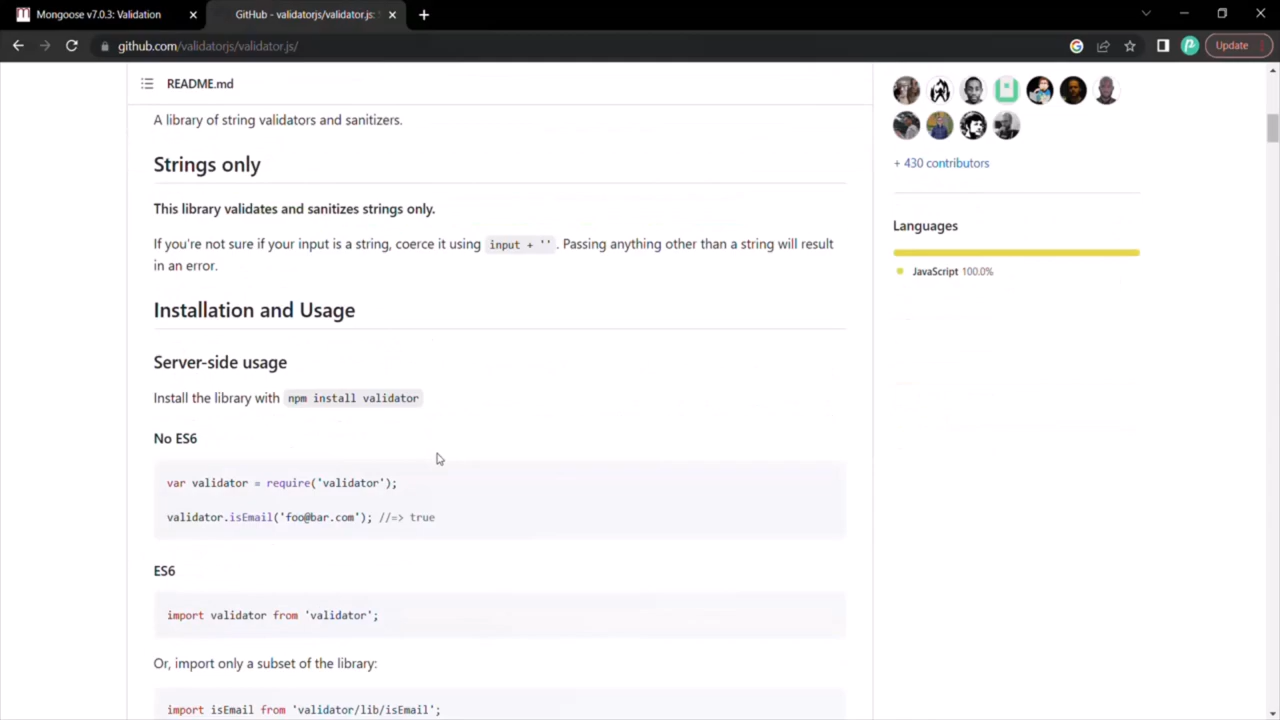 Mongoose v7.0.3: Validation
GitHub - validatorjs/validator.js:
github.com/validatorjs/validator.js/
Update
README.md
A library of string validators and sanitizers.
Strings only
This library validates and sanitizes strings only.
If you're not sure if your input is a string, coerce it using input + ''. Passing anything other than a string will result
in an error.
Installation and Usage
Server-side usage
Install the library with npm install validator
No ES6
var validator = require('validator');
validator.isEmail('foo@bar.com'); //=> true
ES6
import validator from 'validator';
Or, import only a subset of the library:
import isEmail from 'validator/lib/isEmail';
+ 430 contributors
Languages
JavaScript 100.0%